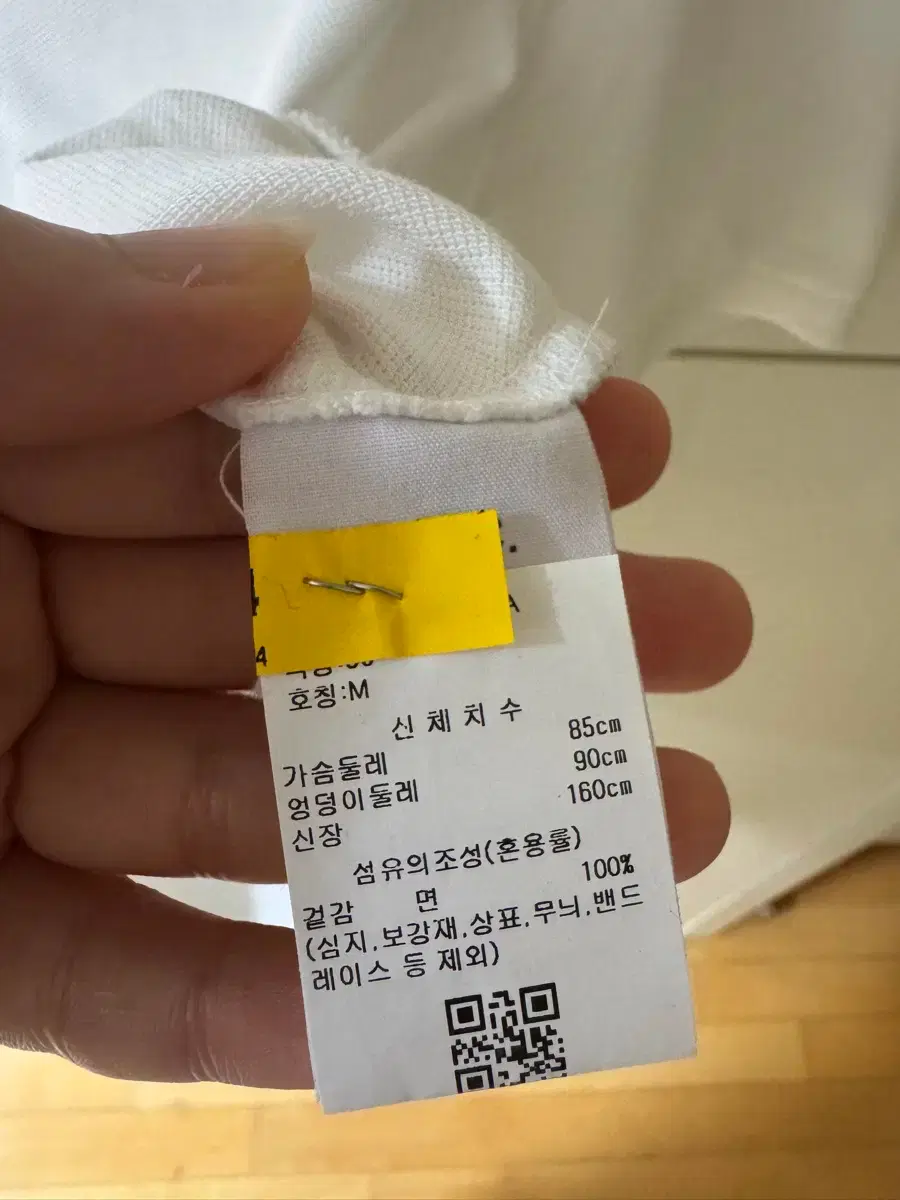 호칭:M
신체치수
가슴둘레 85cm
엉덩이둘레 90cm
신장 160cm
섬유의조성(혼용률)
겉감 면 100%
(심지,보강재,상표,무늬,밴드
레이스 등 제외)